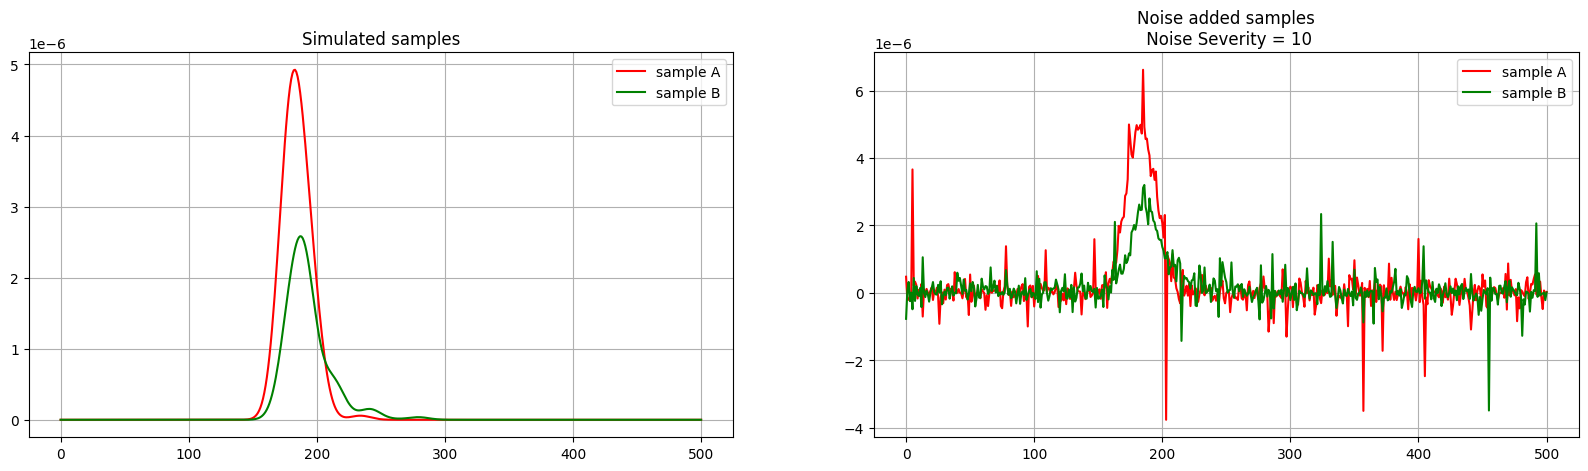 Simulated samples
1e−6
5
4
3
2
1
0
0 100 200 300 400 500
sample A
sample B
Noise added samples
Noise Severity = 10
1e−6
6
4
2
0
−2
−4
0 100 200 300 400 500
sample A
sample B